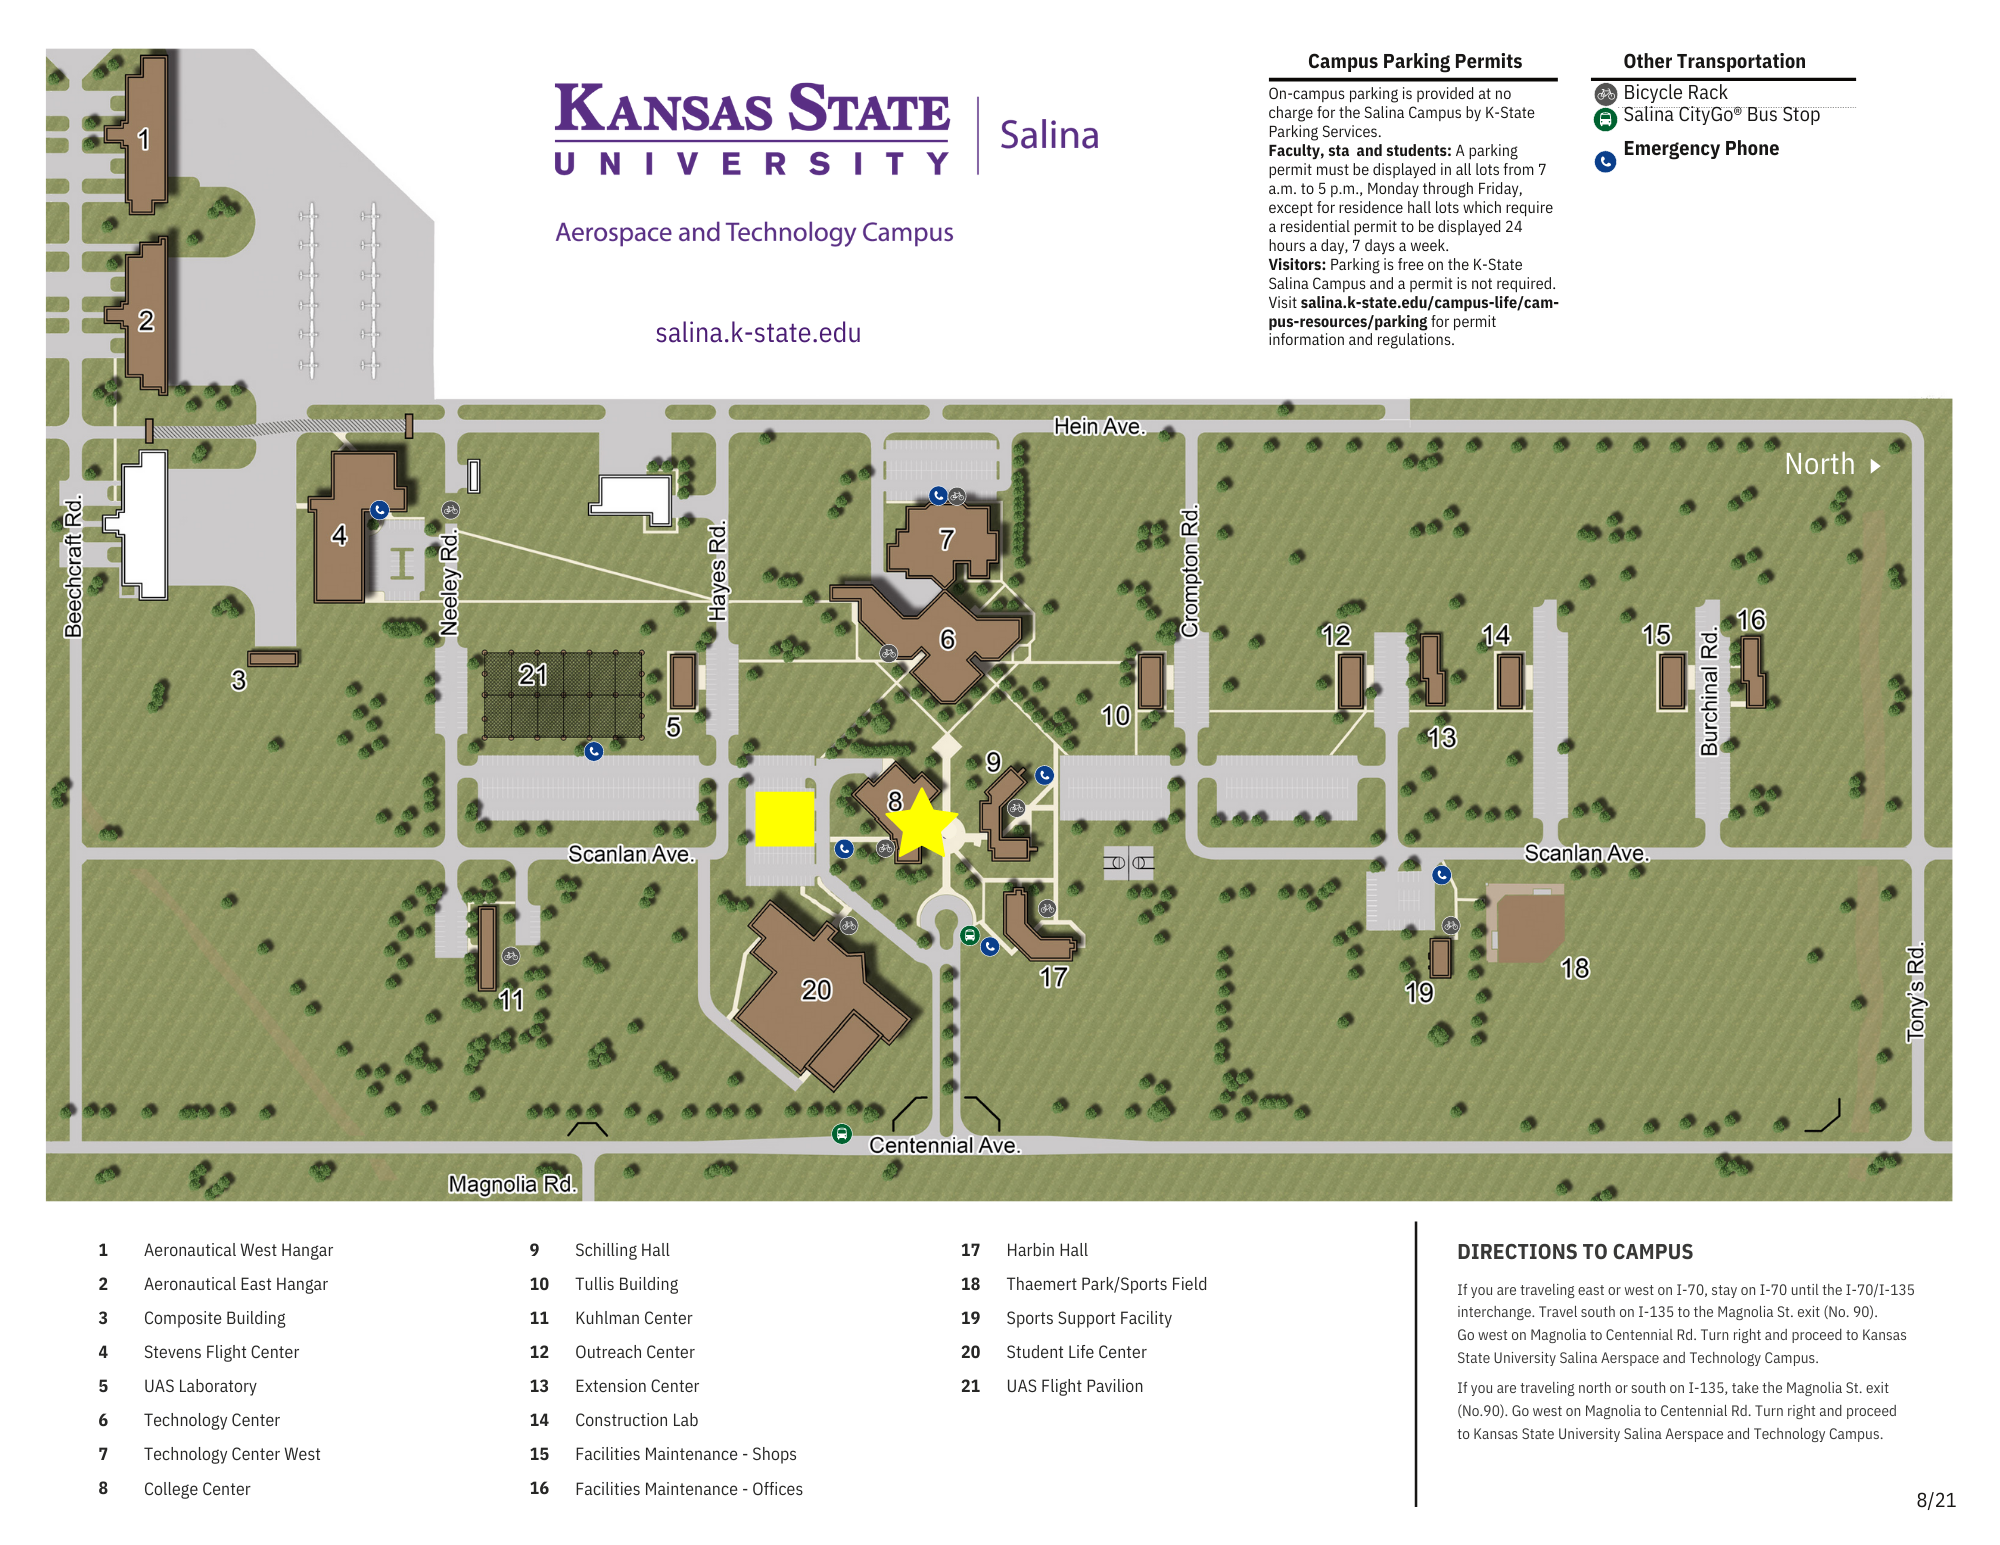 KANSAS STATE
UNIVERSITY
Salina
Aerospace and Technology Campus
salina.k-state.edu
Campus Parking Permits
On-campus parking is provided at no
charge for the Salina Campus by K-State
Parking Services.
Faculty, sta and students: A parking
permit must be displayed in all lots from 7
a.m. to 5 p.m., Monday through Friday,
except for residence hall lots which require
a residential permit to be displayed 24
hours a day, 7 days a week.
Visitors: Parking is free on the K-State
Salina Campus and a permit is not required.
Visit salina.k-state.edu/campus-life/cam-
pus-resources/parking for permit
information and regulations.
Other Transportation
Bicycle Rack
Salina CityGo® Bus Stop
Emergency Phone
1
2
Hein Ave.
North
Beechcraft Rd.
4
Neeley Rd.
Hayes Rd.
7
Crompton Rd.
3
21
5
6
10
12
13
14
15
Burchinal Rd.
16
8
9
Scanlan Ave.
Scanlan Ave.
11
20
17
19
18
Tony's Rd.
Centennial Ave.
Magnolia Rd.
1 Aeronautical West Hangar
2 Aeronautical East Hangar
3 Composite Building
4 Stevens Flight Center
5 UAS Laboratory
6 Technology Center
7 Technology Center West
8 College Center
9 Schilling Hall
10 Tullis Building
11 Kuhlman Center
12 Outreach Center
13 Extension Center
14 Construction Lab
15 Facilities Maintenance - Shops
16 Facilities Maintenance - Offices
17 Harbin Hall
18 Thaemert Park/Sports Field
19 Sports Support Facility
20 Student Life Center
21 UAS Flight Pavilion
DIRECTIONS TO CAMPUS
If you are traveling east or west on I-70, stay on I-70 until the I-70/I-135
interchange. Travel south on I-135 to the Magnolia St. exit (No. 90).
Go west on Magnolia to Centennial Rd. Turn right and proceed to Kansas
State University Salina Aerospace and Technology Campus.
If you are traveling north or south on I-135, take the Magnolia St. exit
(No.90). Go west on Magnolia to Centennial Rd. Turn right and proceed
to Kansas State University Salina Aerospace and Technology Campus.
8/21